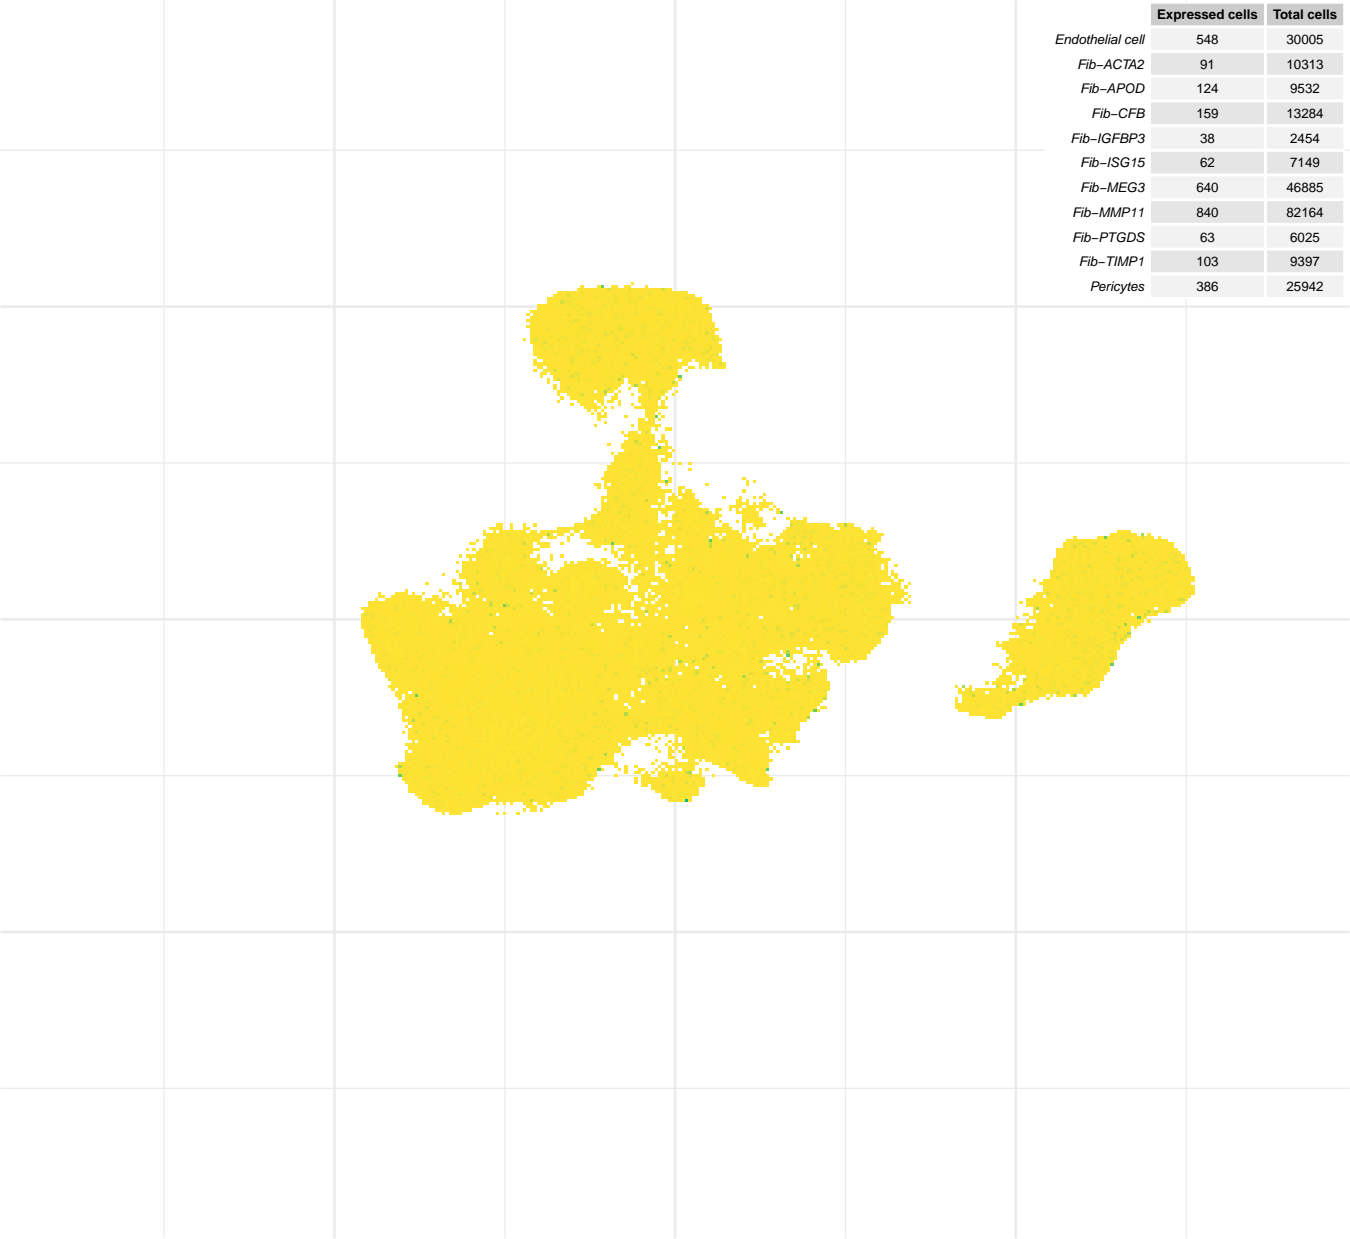 Expressed cells Total cells
Endothelial cell 548 30005
Fib−ACTA2 91 10313
Fib−APOD 124 9532
Fib−CFB 159 13284
Fib−IGFBP3 38 2454
Fib−ISG15 62 7149
Fib−MEG3 640 46885
Fib−MMP11 840 82164
Fib−PTGDS 63 6025
Fib−TIMP1 103 9397
Pericytes 386 25942